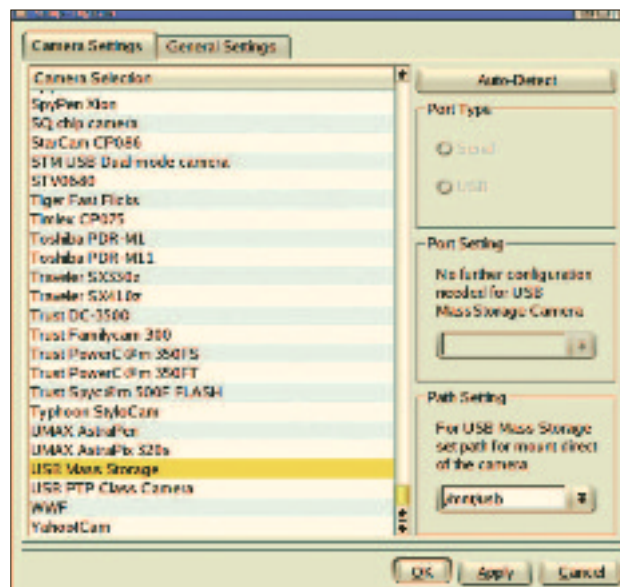 Camera Settings
General Settings
Camera Selection
SpyPen Xion
SQ chip camera
StarCam CP086
STM USB Dual-mode camera
STV0680
Tiger Fast Flicks
Timlex CP075
Toshiba PDR-M1
Toshiba PDR-M11
Traveler SX330z
Traveler SX410z
Trust DC-3500
Trust Familycam 300
Trust PowerC@m 350FS
Trust PowerC@m 350FT
Trust Spyc@m 500F FLASH
Typhoon StyloCam
UMAX AstraPen
UMAX AstraPix 320s
USB Mass Storage
USB PTP Class Camera
WWF
Yahoo!Cam
Auto-Detect
Port Type
Serial
USB
Port Setting
No further configuration
needed for USB
MassStorage Camera
Path Setting
For USB Mass Storage
set path for mount direct
of the camera
/mnt/usb
OK
Apply
Cancel